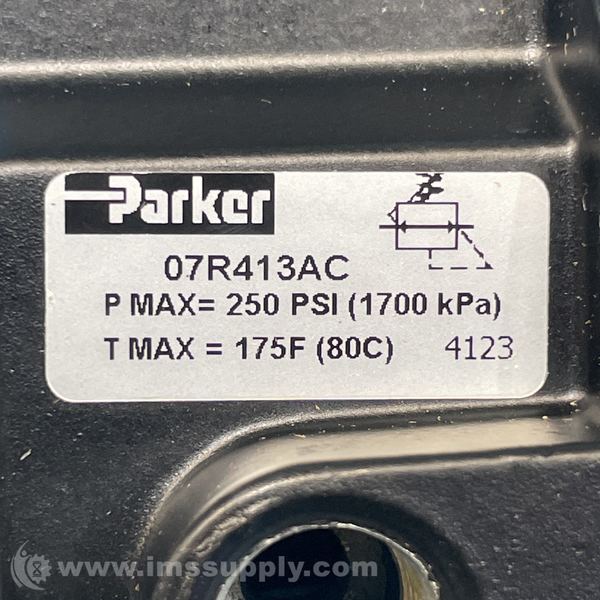 Parker
07R413AC
P MAX= 250 PSI (1700 kPa)
T MAX = 175F (80C) 4123
www.imssupply.com